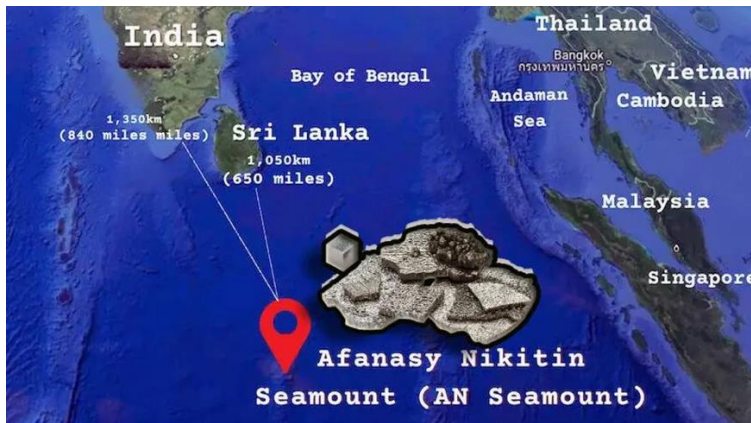 India
Thailand
Bangkok
กรุงเทพมหานคร
Vietnam
Bay of Bengal
Andaman
Sea
Cambodia
1,350km
(840 miles miles)
Sri Lanka
1,050km
(650 miles)
Malaysia
Singapore
Afanasy Nikitin
Seamount (AN Seamount)